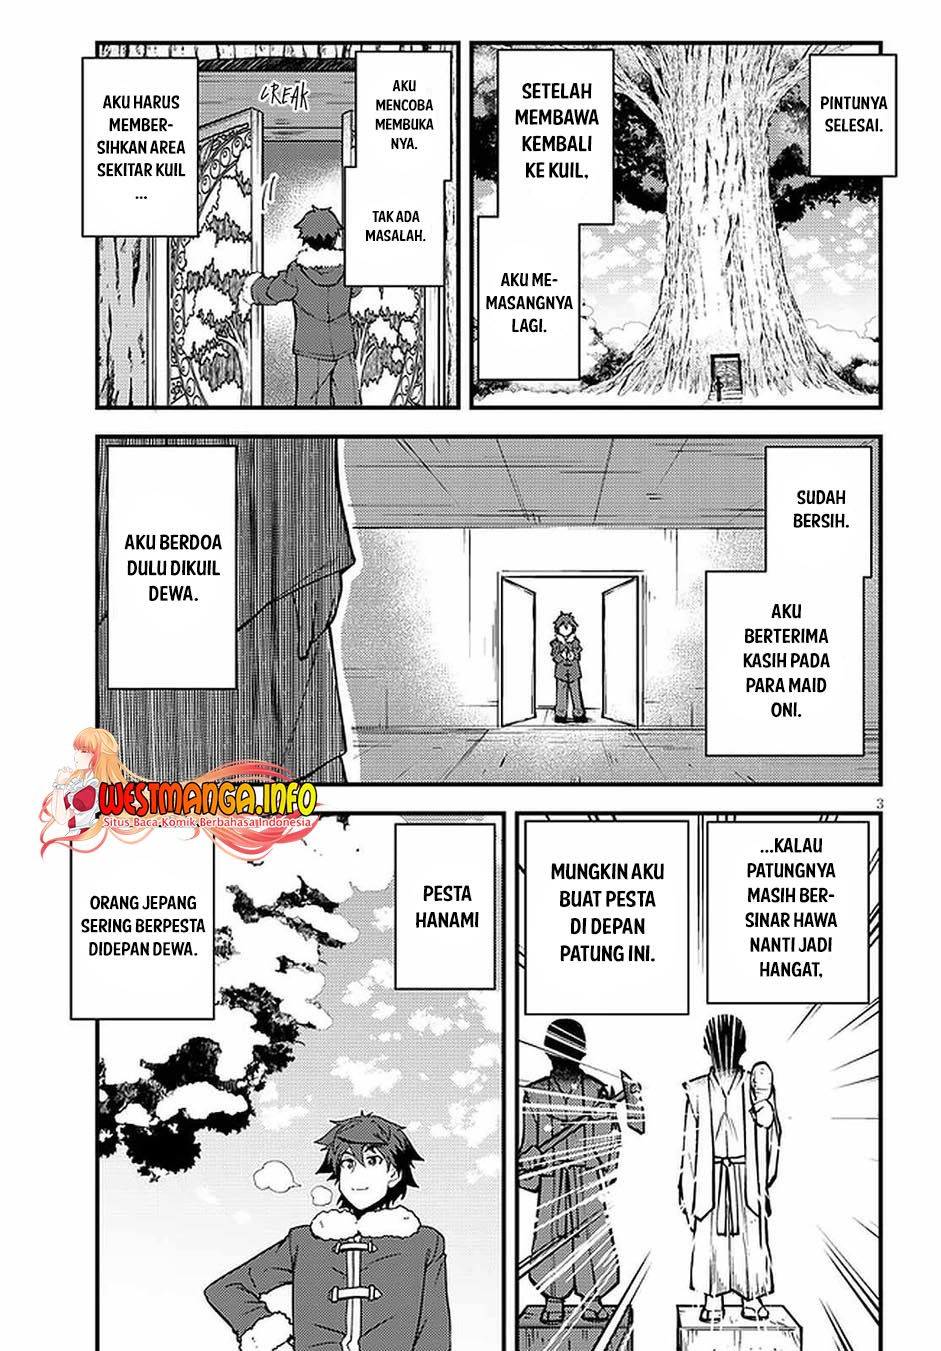 PINTUNYA
SELESAI.
SETELAH
MEMBAWA
KEMBALI
KE KUIL,
AKU ME-
MASANGNYA
LAGI.
AKU
MENCOBA
MEMBUKA
NYA.
TAK ADA
MASALAH.
CREAK
AKU HARUS
MEMBER-
SIHKAN AREA
SEKITAR KUIL
...
SUDAH
BERSIH.
AKU
BERTERIMA
KASIH PADA
PARA MAID
ONI.
AKU BERDOA
DULU DIKUIL
DEWA.
WESTMANGA.INFO
Situs Baca Komik Berbahasa Indonesia
3
...KALAU
PATUNGNYA
MASIH BER-
SINAR HAWA
NANTI JADI
HANGAT,
MUNGKIN AKU
BUAT PESTA
DI DEPAN
PATUNG INI.
PESTA
HANAMI
ORANG JEPANG
SERING BERPESTA
DIDEPAN DEWA.